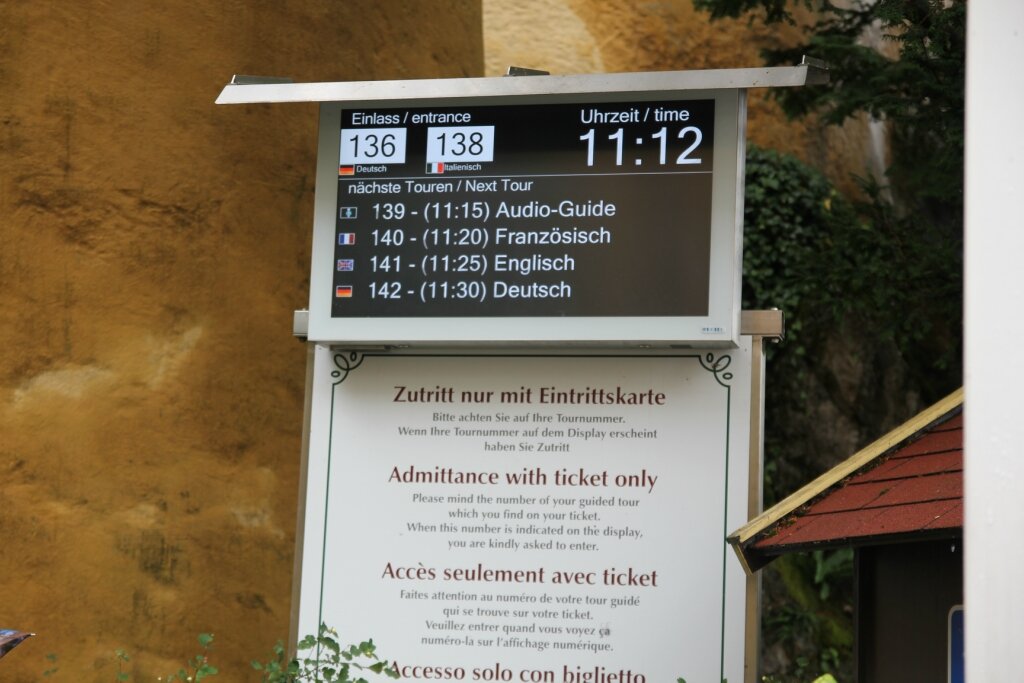 Einlass / entrance
Uhrzeit / time
136
138
11:12
Deutsch
Italienisch
nächste Touren / Next Tour
139 - (11:15) Audio-Guide
140 - (11:20) Französisch
141 - (11:25) Englisch
142 - (11:30) Deutsch
Zutritt nur mit Eintrittskarte
Bitte achten Sie auf Ihre Tournummer.
Wenn Ihre Tournummer auf dem Display erscheint
haben Sie Zutritt
Admittance with ticket only
Please mind the number of your guided tour
which you find on your ticket.
When this number is indicated on the display,
you are kindly asked to enter.
Accès seulement avec ticket
Faites attention au numéro de votre tour guidé
qui se trouve sur votre ticket.
Veuillez entrer quand vous voyez ça
numéro-la sur l'affichage numérique.
Accesso solo con biglietto